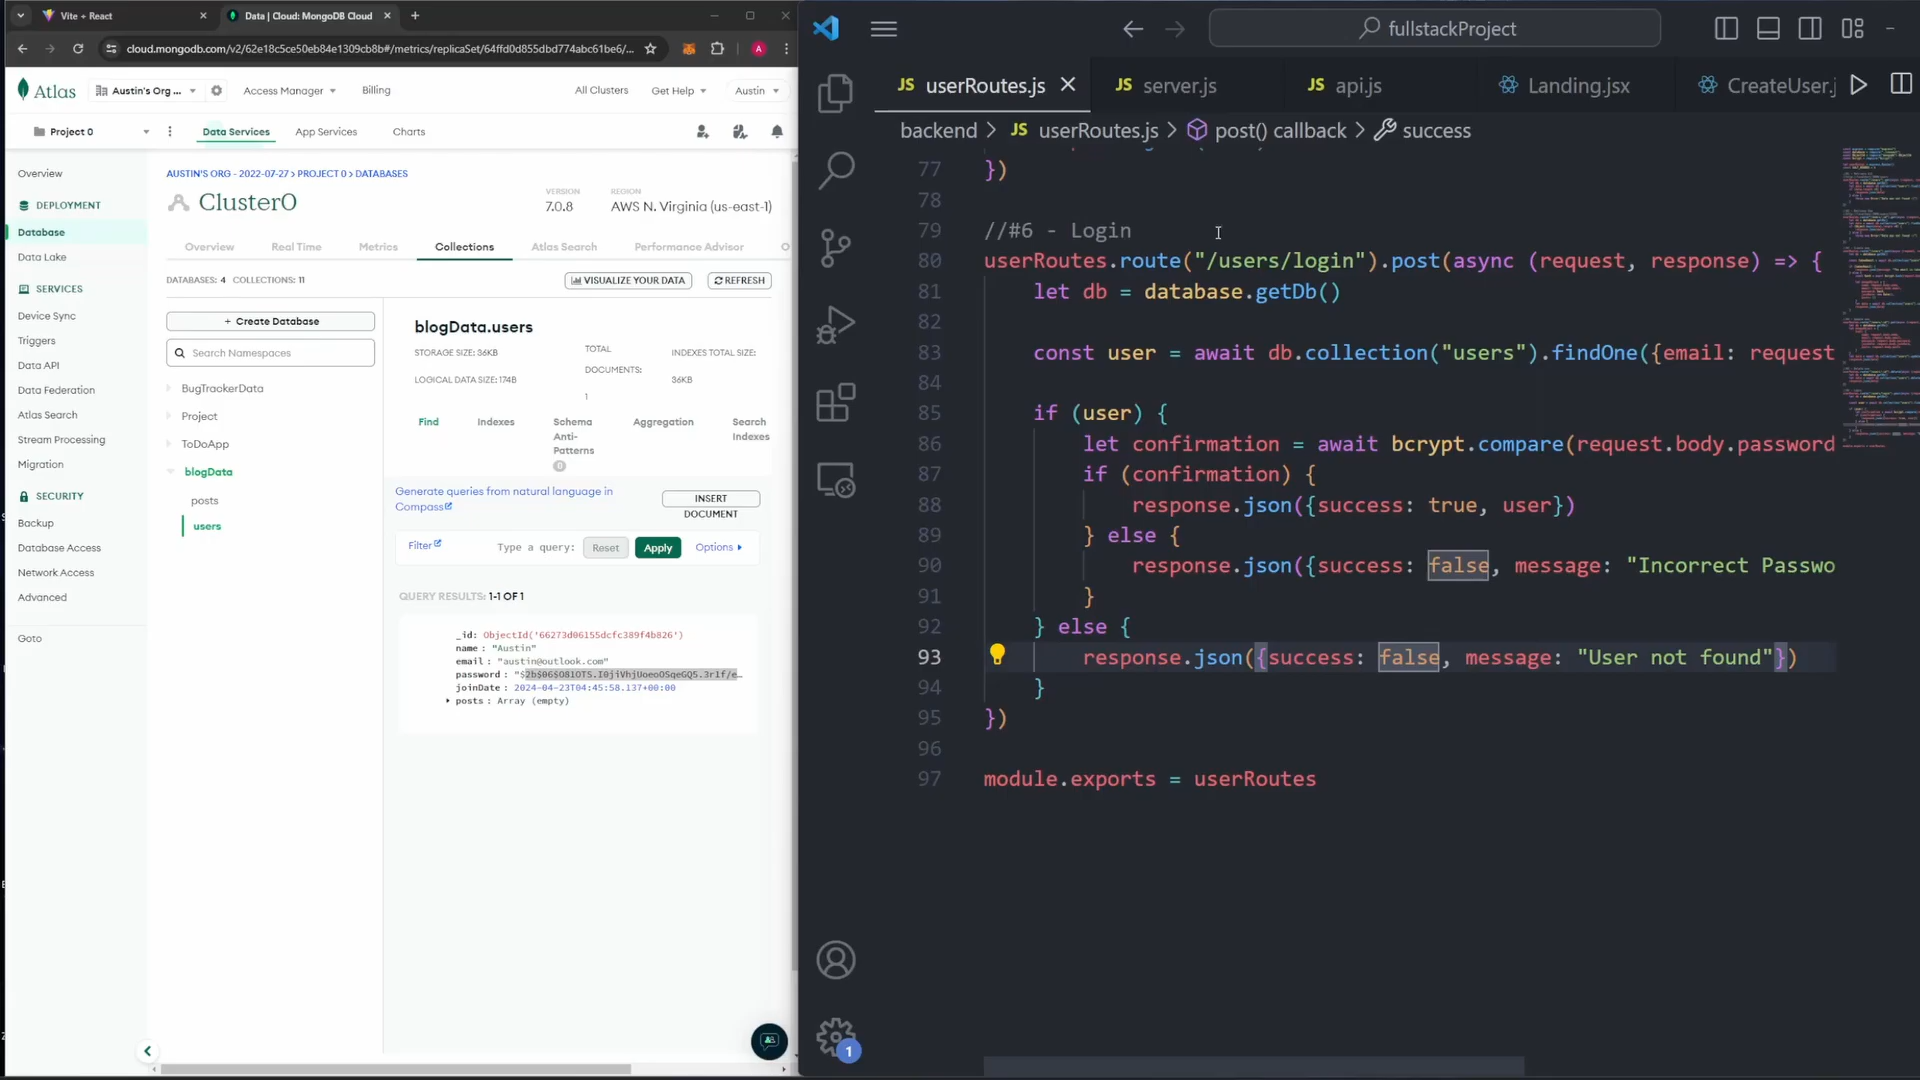 Vite + React
Data | Cloud: MongoDB Cloud
cloud.mongodb.com/v2/62e18c5ce50eb84e1309cb8b#/metrics/replicaSet/64ffd0d855dbd774abc61be6/...
A
Atlas
Austin's Org ...
Access Manager
Billing
All Clusters
Get Help
Austin
Project 0
Data Services
App Services
Charts
Overview
DEPLOYMENT
Database
Data Lake
SERVICES
Device Sync
Triggers
Data API
Data Federation
Atlas Search
Stream Processing
Migration
SECURITY
Backup
Database Access
Network Access
Advanced
Goto
AUSTIN'S ORG - 2022-07-27 > PROJECT 0 > DATABASES
Cluster0
VERSION
7.0.8
REGION
AWS N. Virginia (us-east-1)
Overview
Real Time
Metrics
Collections
Atlas Search
Performance Advisor
O
DATABASES: 4 COLLECTIONS: 11
VISUALIZE YOUR DATA
REFRESH
+ Create Database
Search Namespaces
BugTrackerData
Project
ToDoApp
blogData
posts
users
blogData.users
STORAGE SIZE: 36KB
LOGICAL DATA SIZE: 174B
TOTAL
DOCUMENTS:
1
INDEXES TOTAL SIZE:
36KB
Find
Indexes
Schema
Anti-
Patterns
0
Aggregation
Search
Indexes
Generate queries from natural language in
Compass
INSERT
DOCUMENT
Filter
Type a query:
Reset
Apply
Options
QUERY RESULTS: 1-1 OF 1
_id: ObjectId('66273d06155dcfc389f4b826')
name: "Austin"
email: "austin@outlook.com"
joinDate: 2024-04-23T04:45:58.137+00:00
posts: Array (empty)
fullstackProject
JS userRoutes.js
JS server.js
JS api.js
Landing.jsx
CreateUser.j
backend > JS userRoutes.js > post() callback > success
77 })
78
79 //#6 - Login
80 userRoutes.route("/users/login").post(async (request, response) => {
81 let db = database.getDb()
82
83 const user = await db.collection("users").findOne({email: request
84
85 if (user) {
86 let confirmation = await bcrypt.compare(request.body.password
87 if (confirmation) {
88 response.json({success: true, user})
89 } else {
90 response.json({success: false, message: "Incorrect Passwo
91 }
92 } else {
93 response.json({success: false, message: "User not found"})
94 }
95 })
96
97 module.exports = userRoutes
1